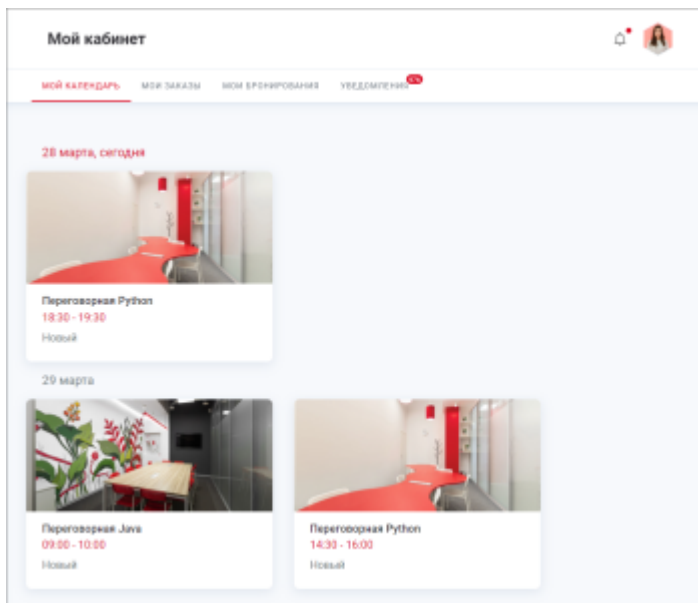 Мой кабинет
МОЙ КАЛЕНДАРЬ МОИ ЗАКАЗЫ МОИ БРОНИРОВАНИЯ УВЕДОМЛЕНИЯ
28 марта, сегодня
Переговорная Python
18:30 - 19:30
Новый
29 марта
Переговорная Java
09:00 - 10:00
Новый
Переговорная Python
14:30 - 16:00
Новый